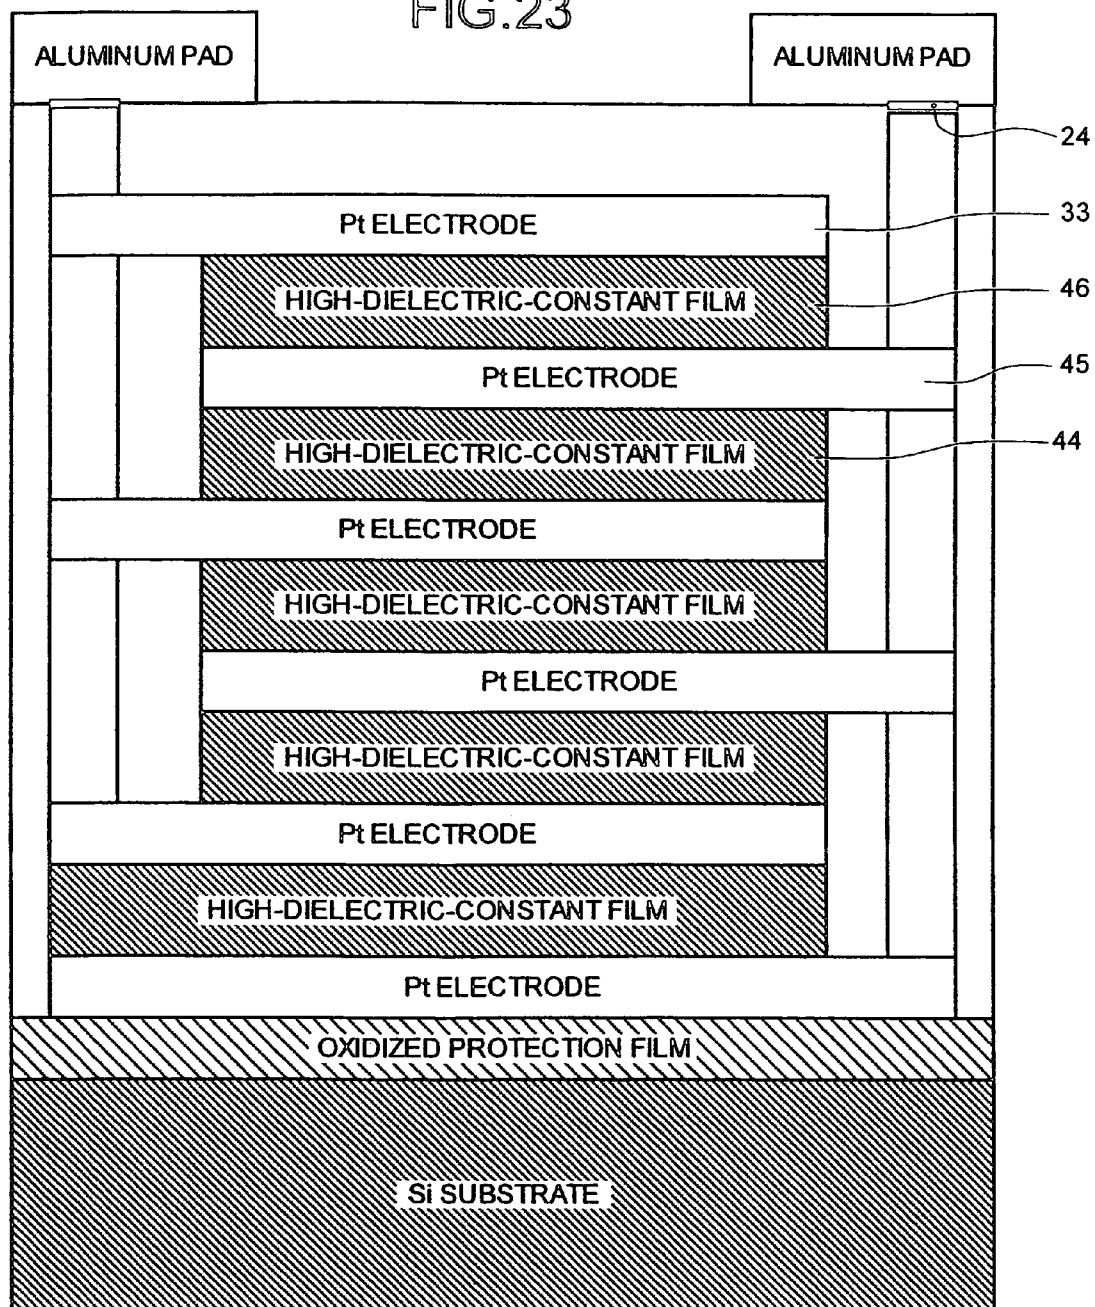 FIG.23
ALUMINUM PAD
ALUMINUM PAD
24
Pt ELECTRODE
33
HIGH-DIELECTRIC-CONSTANT FILM
46
Pt ELECTRODE
45
HIGH-DIELECTRIC-CONSTANT FILM
44
Pt ELECTRODE
HIGH-DIELECTRIC-CONSTANT FILM
Pt ELECTRODE
HIGH-DIELECTRIC-CONSTANT FILM
Pt ELECTRODE
HIGH-DIELECTRIC-CONSTANT FILM
Pt ELECTRODE
OXIDIZED PROTECTION FILM
Si SUBSTRATE